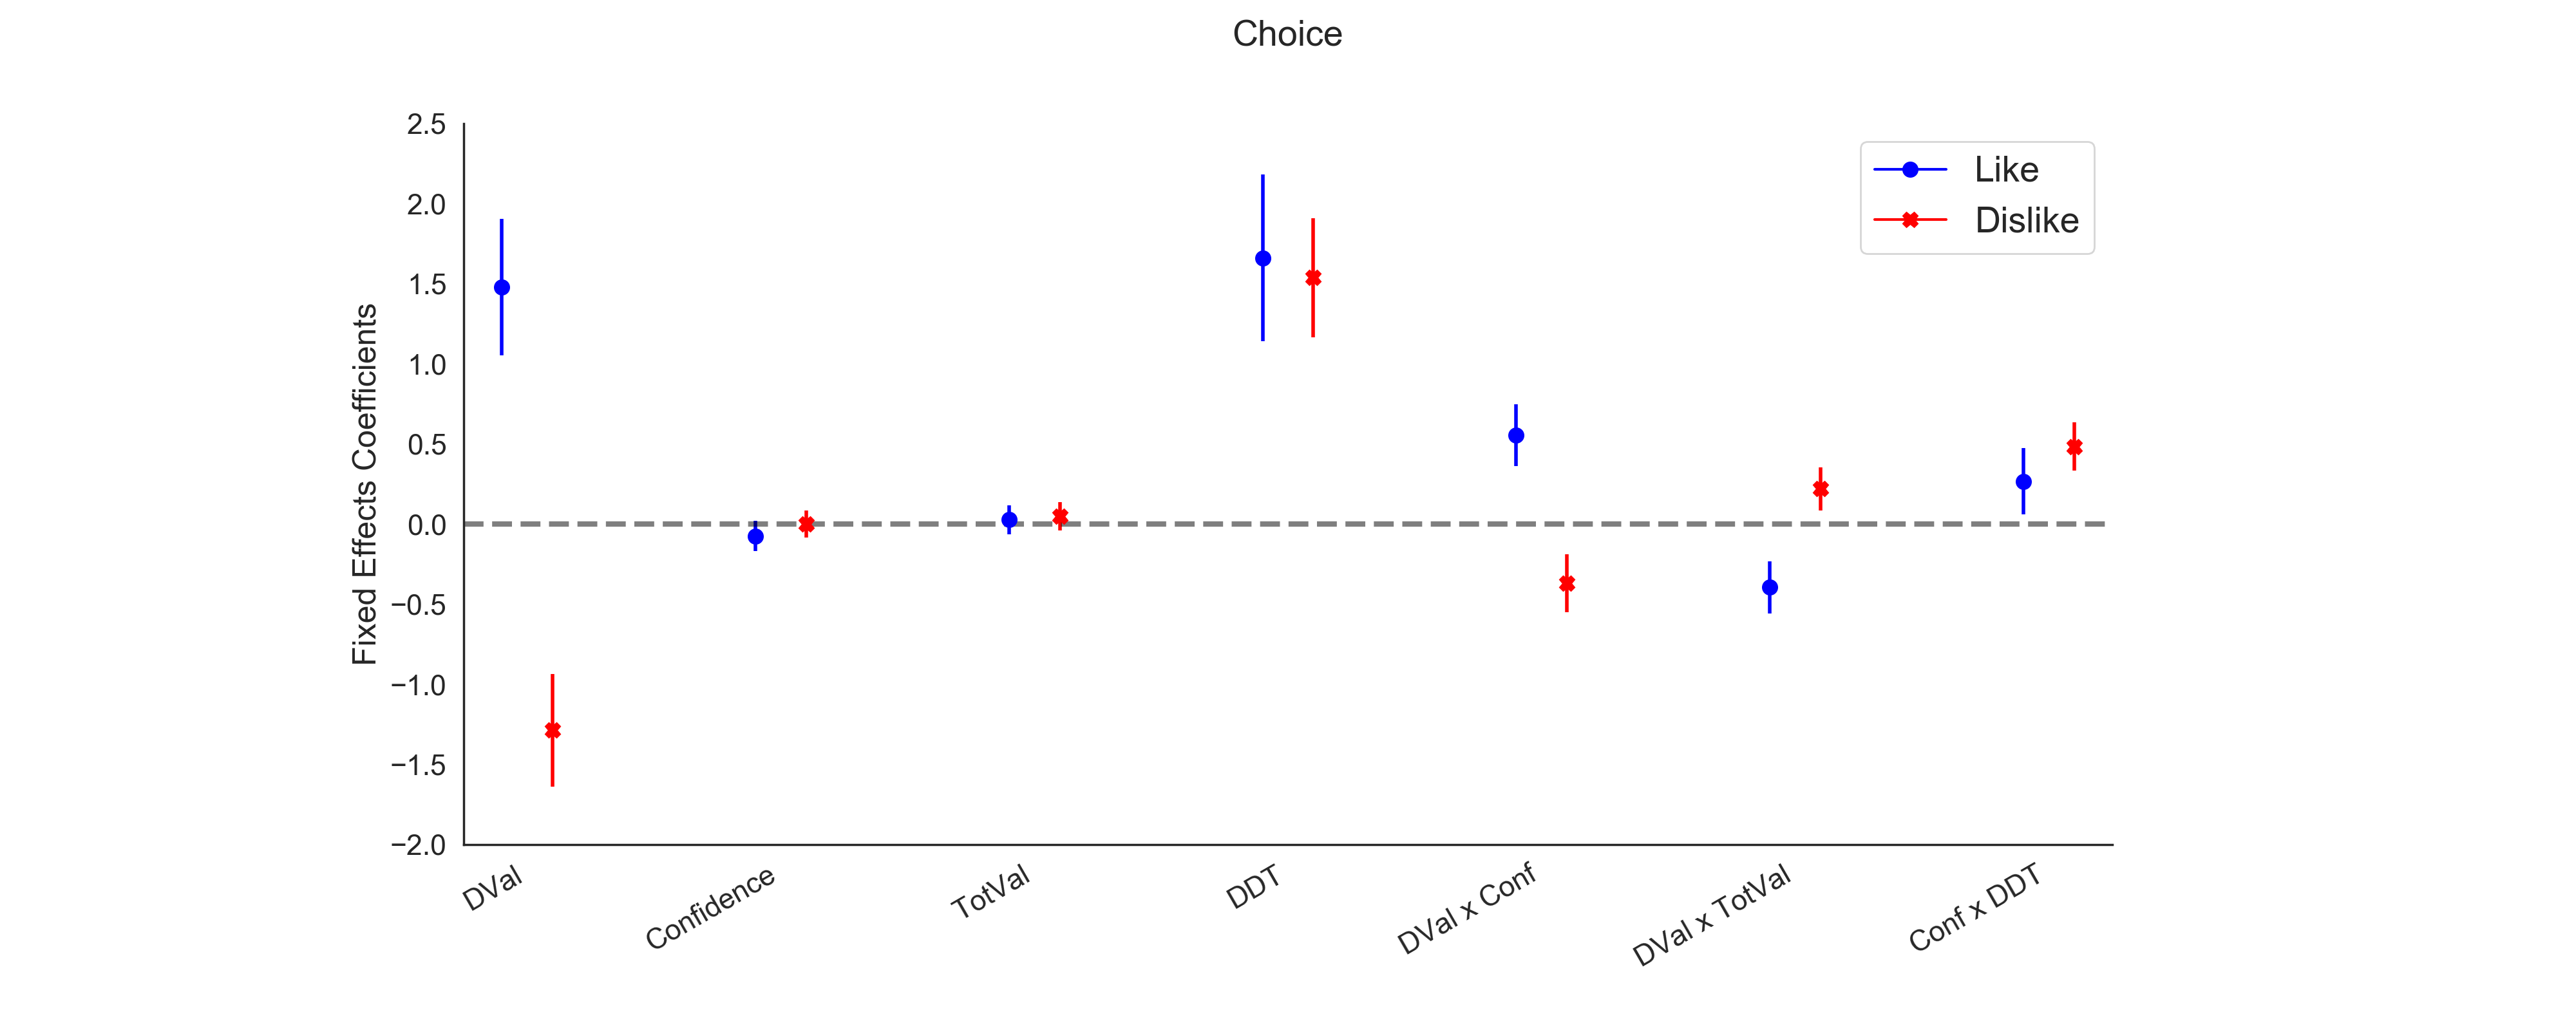 Choice
Fixed Effects Coefficients
2.5
2.0
1.5
1.0
0.5
0.0
−0.5
−1.0
−1.5
−2.0
Like
Dislike
DVal
Confidence
TotVal
DDT
DVal x Conf
DVal x TotVal
Conf x DDT